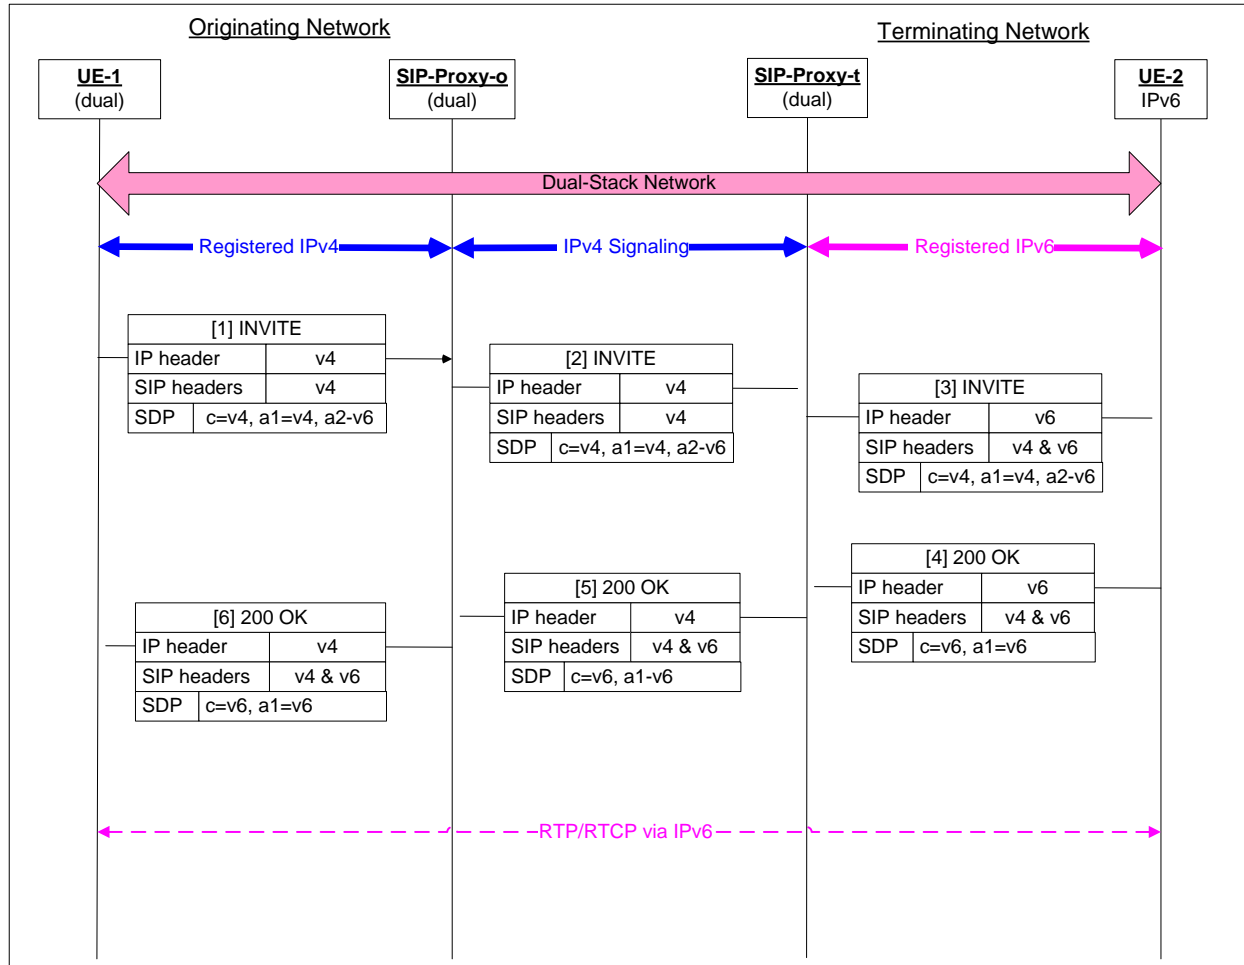 Originating Network
Terminating Network
UE-1
(dual)
SIP-Proxy-o
(dual)
SIP-Proxy-t
(dual)
UE-2
IPv6
Dual-Stack Network
Registered IPv4
IPv4 Signaling
Registered IPv6
[1] INVITE
IP header v4
SIP headers v4
SDP c=v4, a1=v4, a2-v6
[2] INVITE
IP header v4
SIP headers v4
SDP c=v4, a1=v4, a2-v6
[3] INVITE
IP header v6
SIP headers v4 & v6
SDP c=v4, a1=v4, a2-v6
[4] 200 OK
IP header v6
SIP headers v4 & v6
SDP c=v6, a1=v6
[5] 200 OK
IP header v4
SIP headers v4 & v6
SDP c=v6, a1-v6
[6] 200 OK
IP header v4
SIP headers v4 & v6
SDP c=v6, a1=v6
RTP/RTCP via IPv6